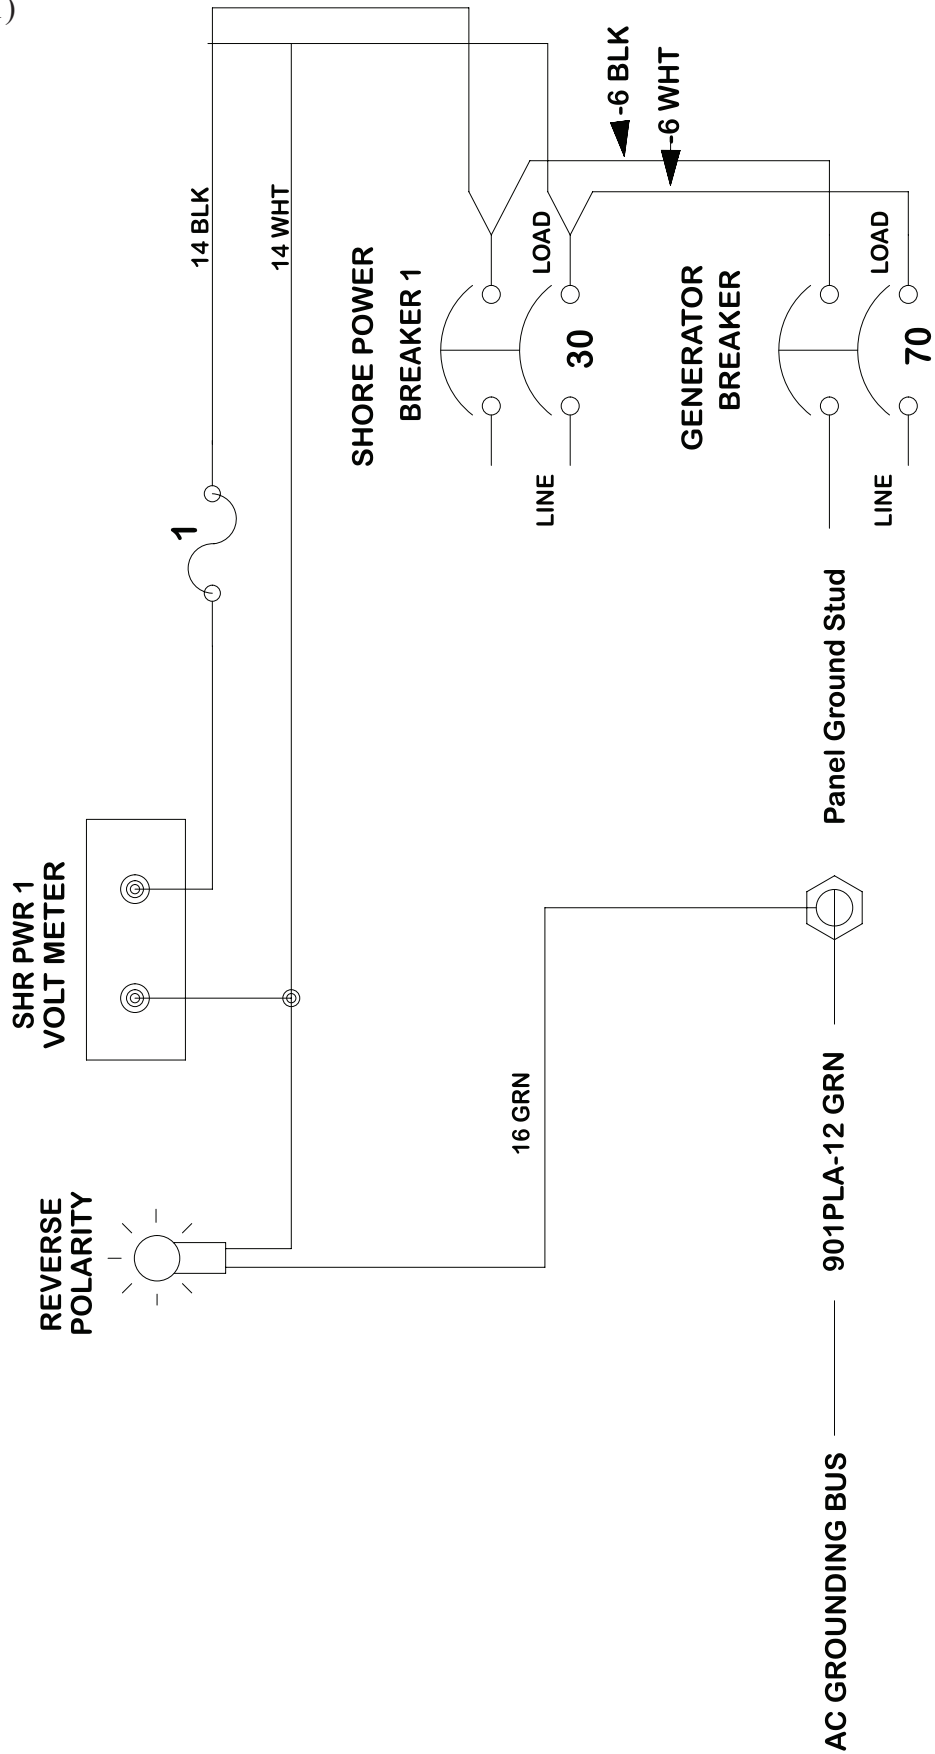 )
SHR PWR 1
VOLT METER
REVERSE
POLARITY
1
14 BLK
14 WHT
SHORE POWER
BREAKER 1
LINE
LOAD
30
-6 BLK
-6 WHT
GENERATOR
BREAKER
LINE
LOAD
70
16 GRN
AC GROUNDING BUS
901PLA-12 GRN
Panel Ground Stud